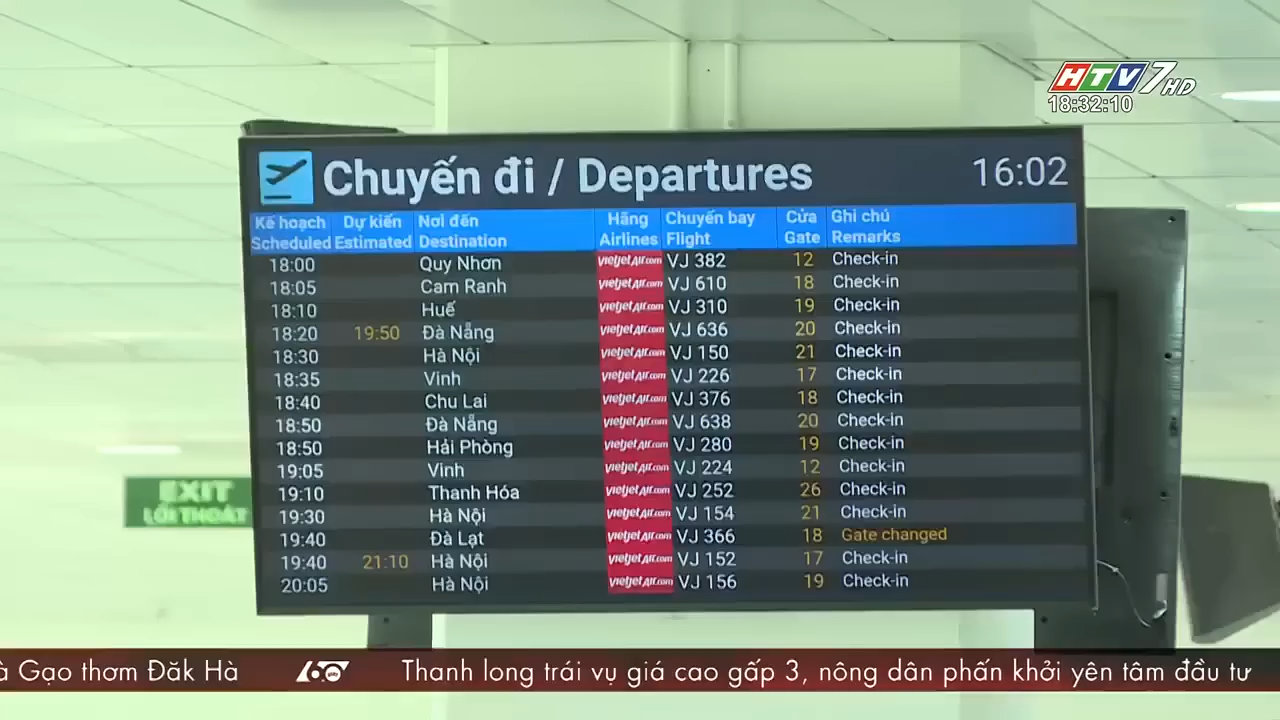 HTV7HD
18:32:10
Chuyến đi / Departures 16:02
Kế hoạch Dự kiến Nơi đến Hãng Chuyến bay Cửa Ghi chú
Scheduled Estimated Destination Airlines Flight Gate Remarks
18:00 Quy Nhơn vietjetAir.com VJ 382 12 Check-in
18:05 Cam Ranh vietjetAir.com VJ 610 18 Check-in
18:10 Huế vietjetAir.com VJ 310 19 Check-in
18:20 19:50 Đà Nẵng vietjetAir.com VJ 636 20 Check-in
18:30 Hà Nội vietjetAir.com VJ 150 21 Check-in
18:35 Vinh vietjetAir.com VJ 226 17 Check-in
18:40 Chu Lai vietjetAir.com VJ 376 18 Check-in
18:50 Đà Nẵng vietjetAir.com VJ 638 20 Check-in
18:50 Hải Phòng vietjetAir.com VJ 280 19 Check-in
19:05 Vinh vietjetAir.com VJ 224 12 Check-in
19:10 Thanh Hóa vietjetAir.com VJ 252 26 Check-in
19:30 Hà Nội vietjetAir.com VJ 154 21 Check-in
19:40 Đà Lạt vietjetAir.com VJ 366 18 Gate changed
19:40 21:10 Hà Nội vietjetAir.com VJ 152 17 Check-in
20:05 Hà Nội vietjetAir.com VJ 156 19 Check-in
EXIT
LỐI THOÁT
à Gạo thơm Đăk Hà 60 giây Thanh long trái vụ giá cao gấp 3, nông dân phấn khởi yên tâm đầu tư